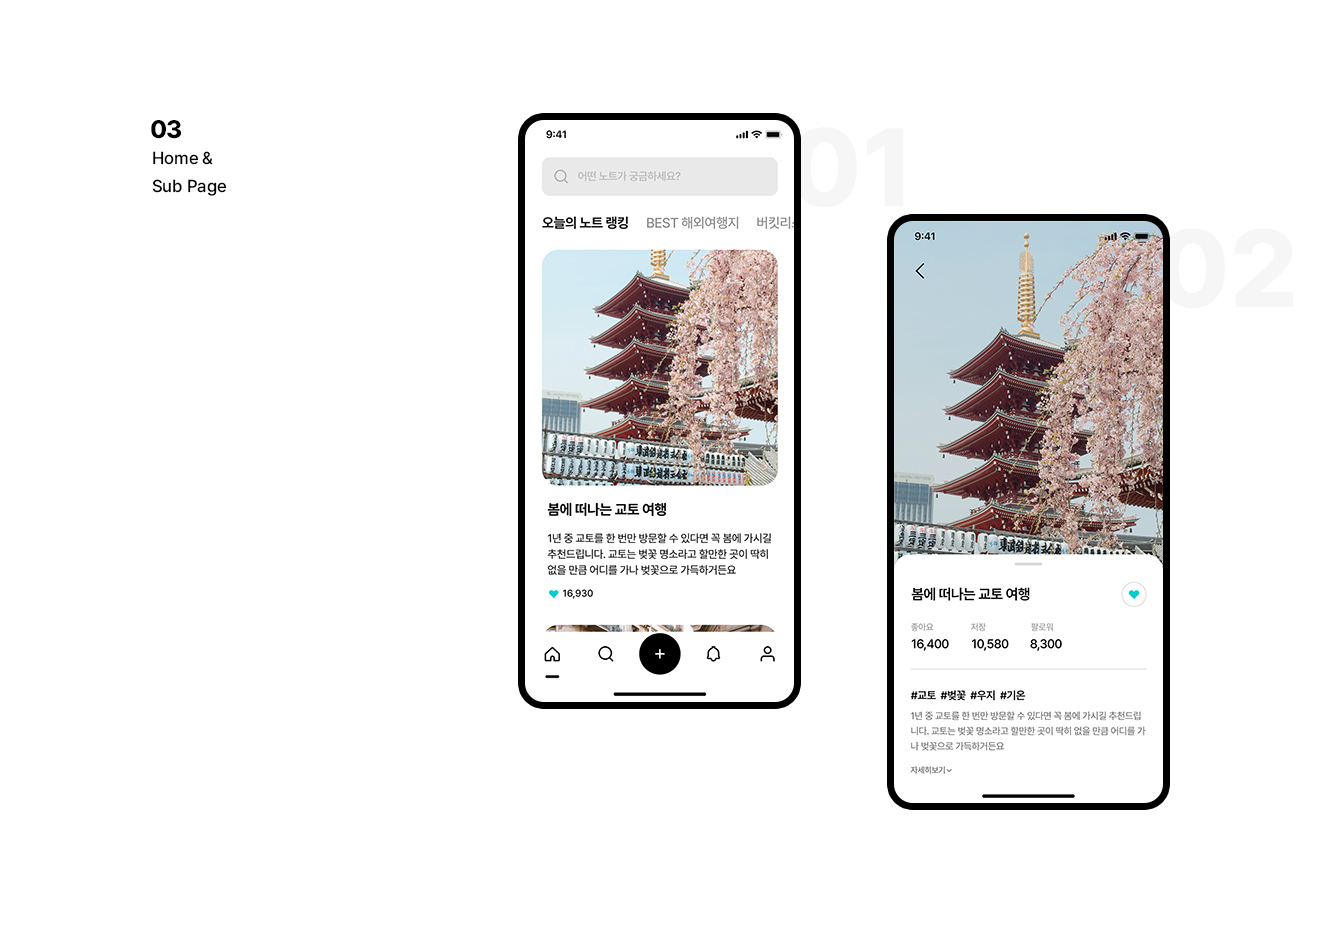 03
Home &
Sub Page
01
9:41
어떤 노트가 궁금하세요?
오늘의 노트 랭킹 BEST 해외여행지 버킷리
봄에 떠나는 교토 여행
1년 중 교토를 한 번만 방문할 수 있다면 꼭 봄에 가시길
추천드립니다. 교토는 벚꽃 명소라고 할만한 곳이 딱히
없을 만큼 어디를 가나 벚꽃으로 가득하거든요
16,930
02
9:41
봄에 떠나는 교토 여행
좋아요 저장 팔로워
16,400 10,580 8,300
#교토 #벚꽃 #우지 #기온
1년 중 교토를 한 번만 방문할 수 있다면 꼭 봄에 가시길 추천드립
니다. 교토는 벚꽃 명소라고 할만한 곳이 딱히 없을 만큼 어디를 가
나 벚꽃으로 가득하거든요
자세히보기